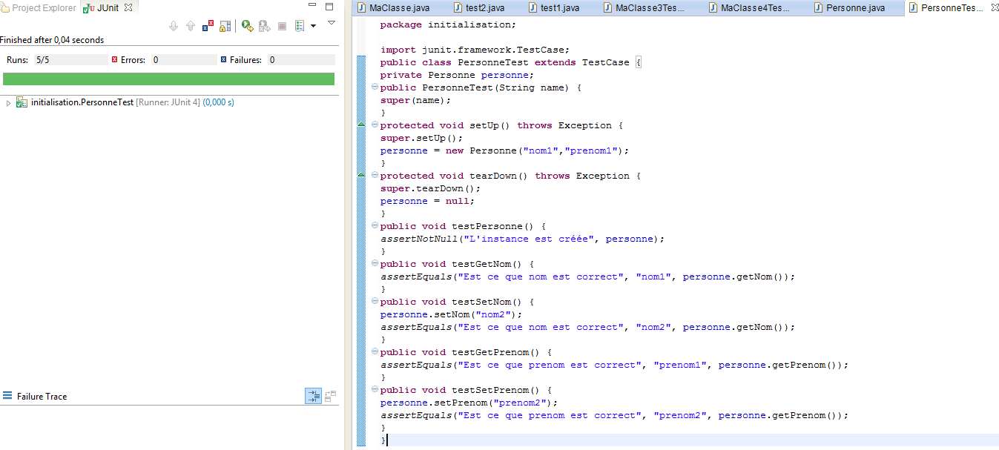 Project Explorer JUnit
Finished after 0,04 seconds
Runs: 5/5 Errors: 0 Failures: 0
initialisation.PersonneTest [Runner: JUnit 4] (0,000 s)
Failure Trace
MaClasse.java test2.java test1.java MaClasse3Tes... MaClasse4Tes... Personne.java PersonneTes...
package initialisation;
import junit.framework.TestCase;
public class PersonneTest extends TestCase {
private Personne personne;
public PersonneTest(String name) {
super(name);
}
protected void setUp() throws Exception {
super.setUp();
personne = new Personne("nom1","prenom1");
}
protected void tearDown() throws Exception {
super.tearDown();
personne = null;
}
public void testPersonne() {
assertNotNull("L'instance est créée", personne);
}
public void testGetNom() {
assertEquals("Est ce que nom est correct", "nom1", personne.getNom());
}
public void testSetNom() {
personne.setNom("nom2");
assertEquals("Est ce que nom est correct", "nom2", personne.getNom());
}
public void testGetPrenom() {
assertEquals("Est ce que prenom est correct", "prenom1", personne.getPrenom());
}
public void testSetPrenom() {
personne.setPrenom("prenom2");
assertEquals("Est ce que prenom est correct", "prenom2", personne.getPrenom());
}
}